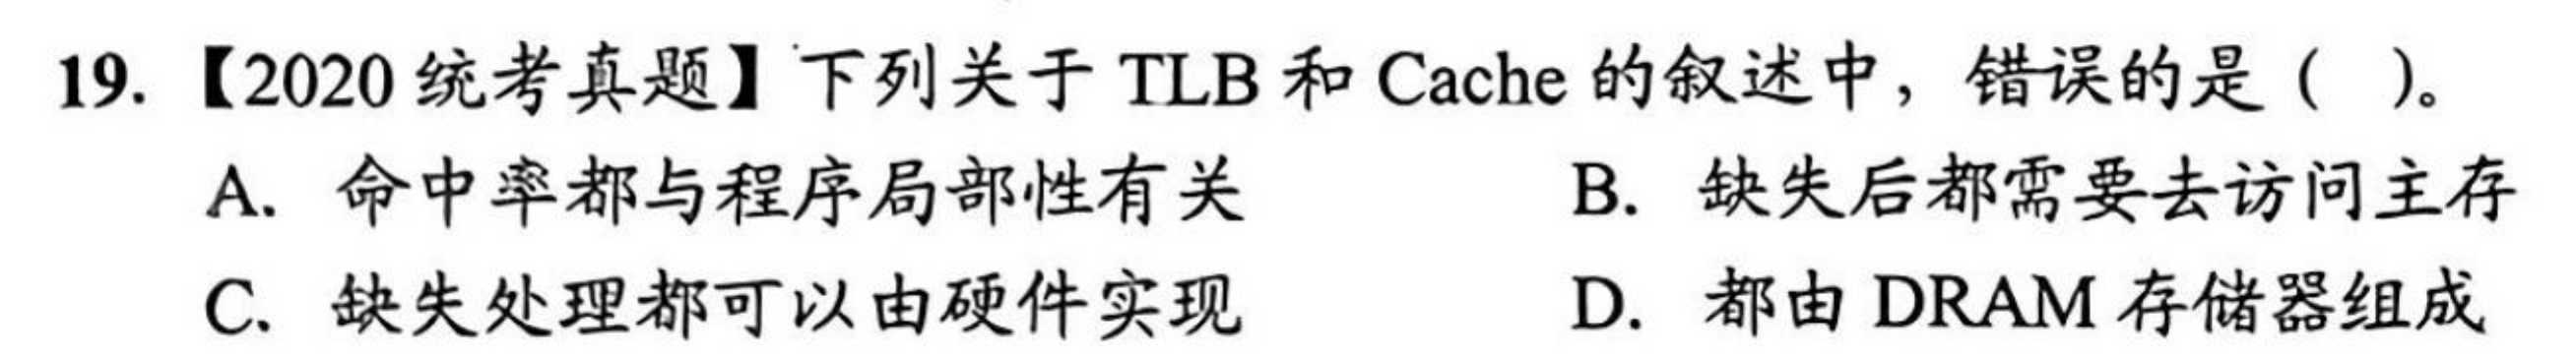 19. 【2020 统考真题】下列关于 TLB 和 Cache 的叙述中，错误的是（ ）。
A. 命中率都与程序局部性有关 B. 缺失后都需要去访问主存
C. 缺失处理都可以由硬件实现 D. 都由 DRAM 存储器组成